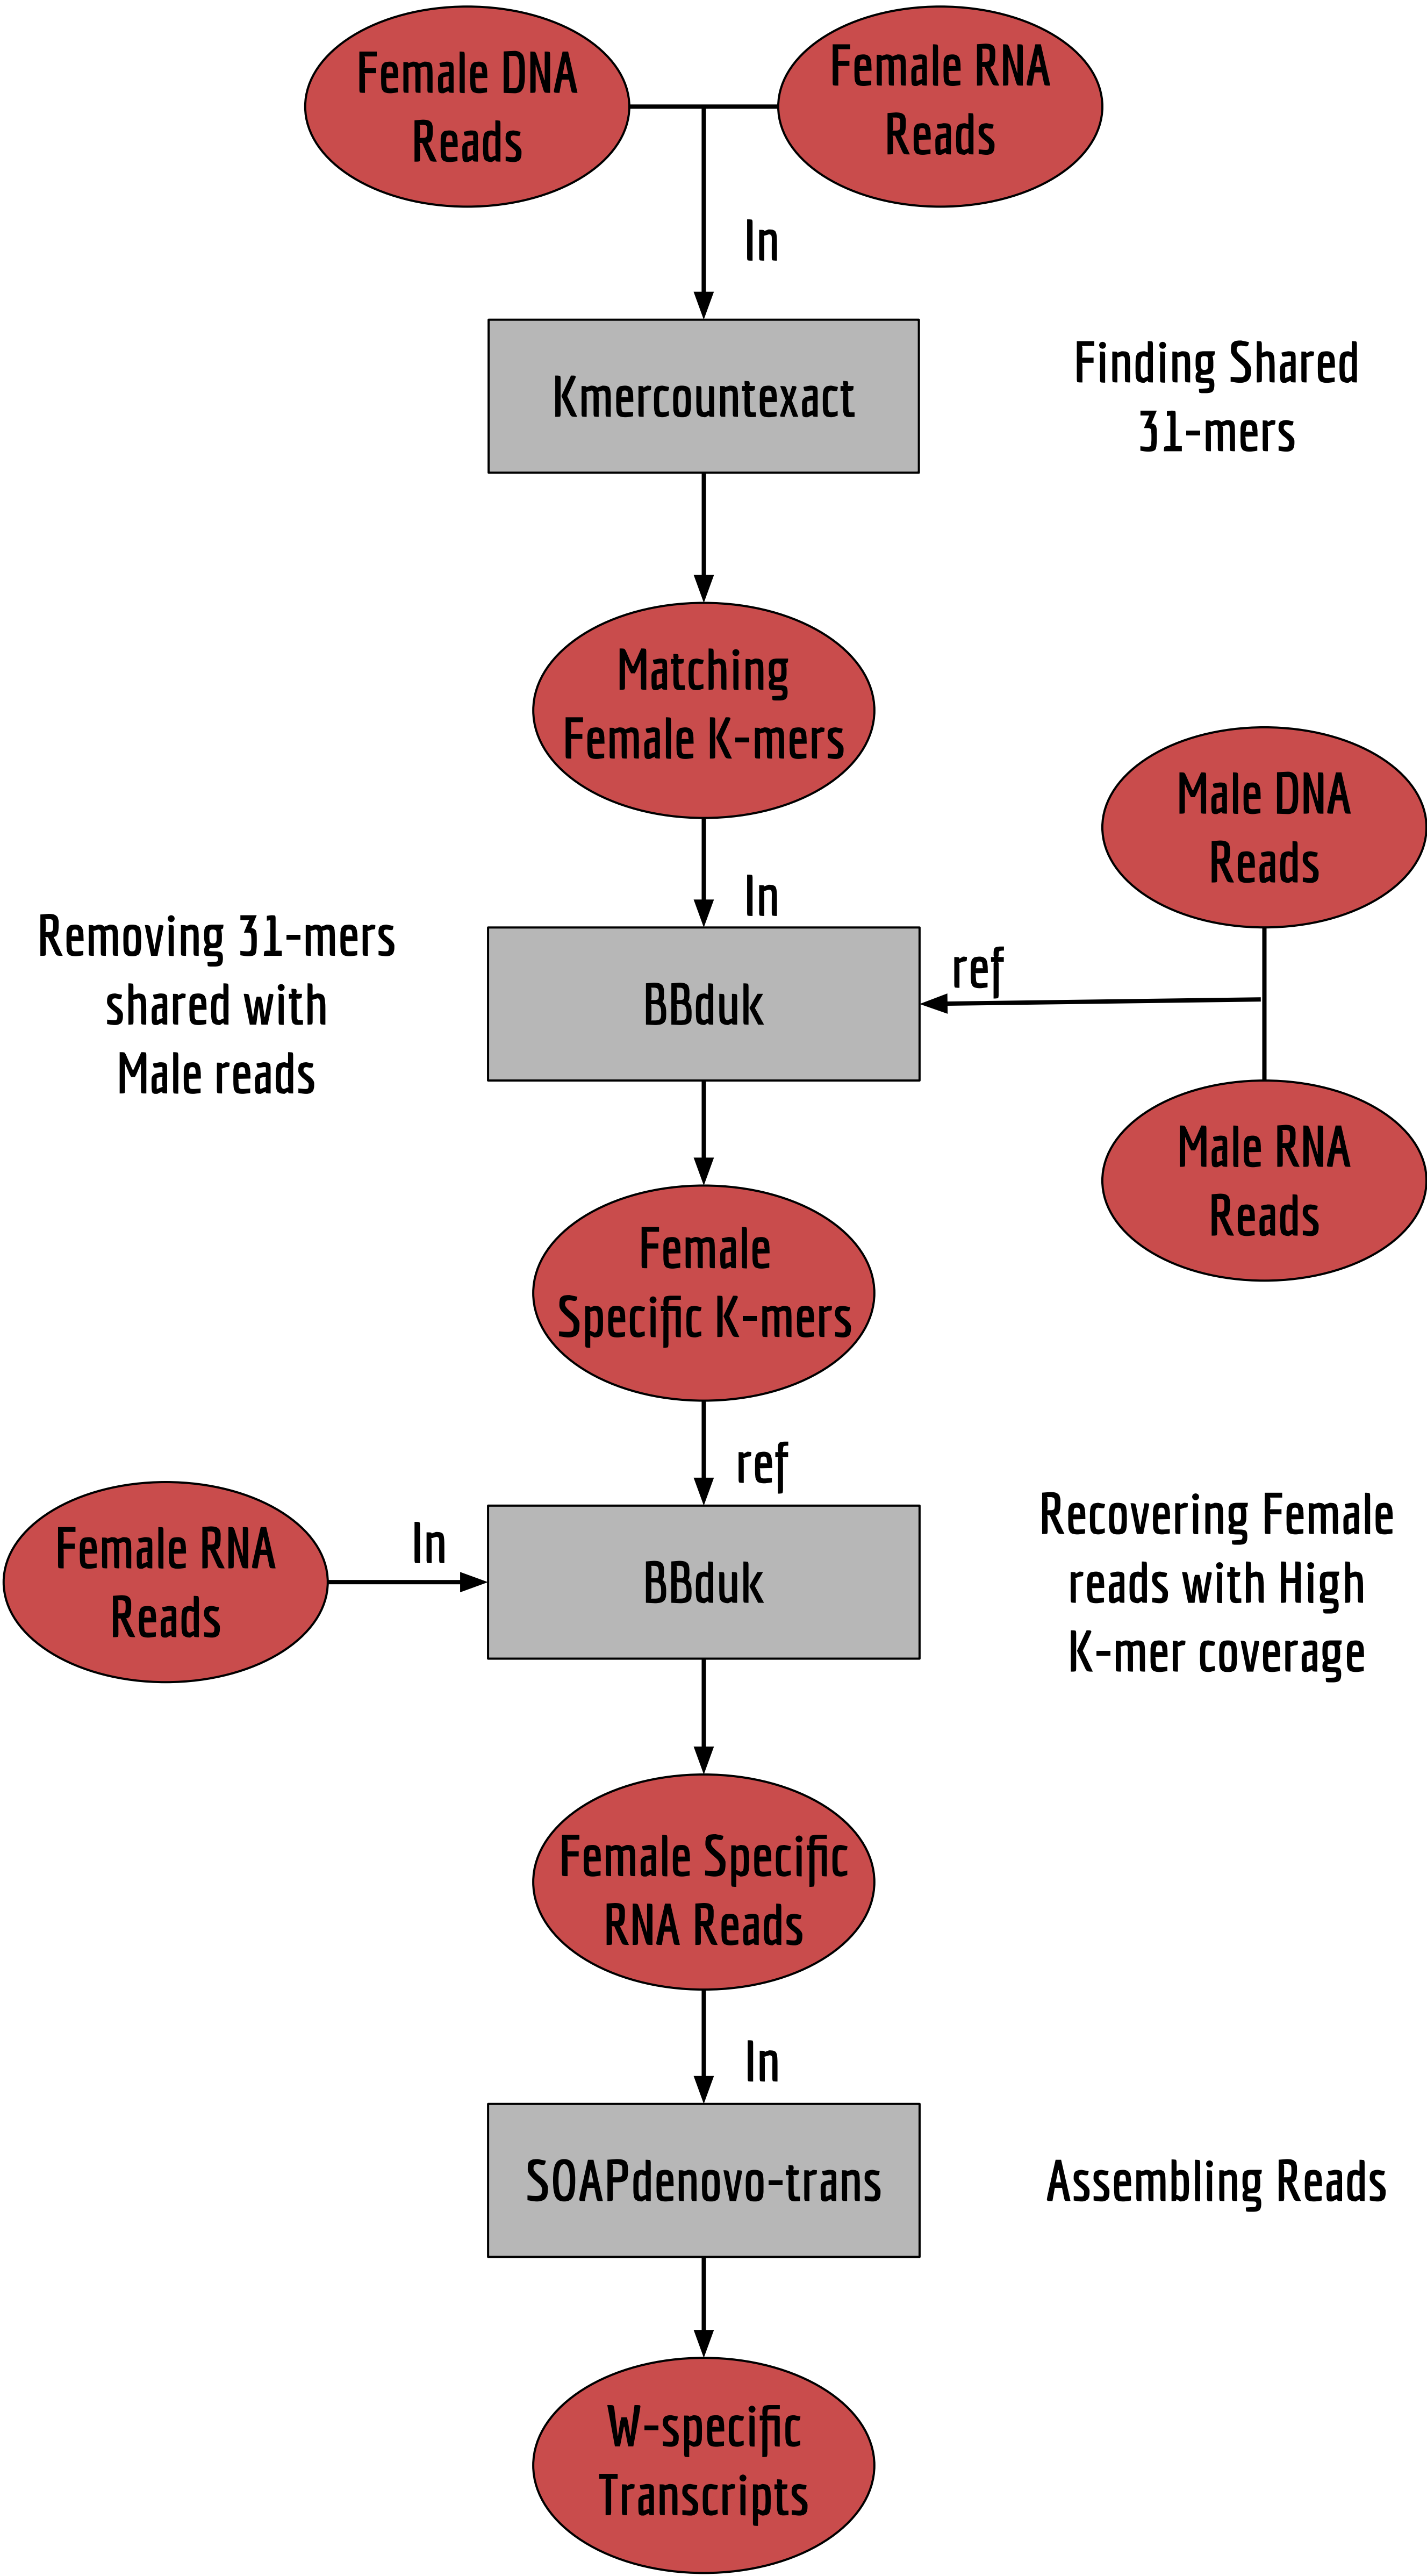 Female DNA
Reads
Female RNA
Reads
In
Kmercountexact
Finding Shared
31-mers
Matching
Female K-mers
Male DNA
Reads
In
Removing 31-mers
shared with
Male reads
BBduk
ref
Male RNA
Reads
Female
Specific K-mers
ref
Female RNA
Reads
In
BBduk
Recovering Female
reads with High
K-mer coverage
Female Specific
RNA Reads
In
SOAPdenovo-trans
Assembling Reads
W-specific
Transcripts